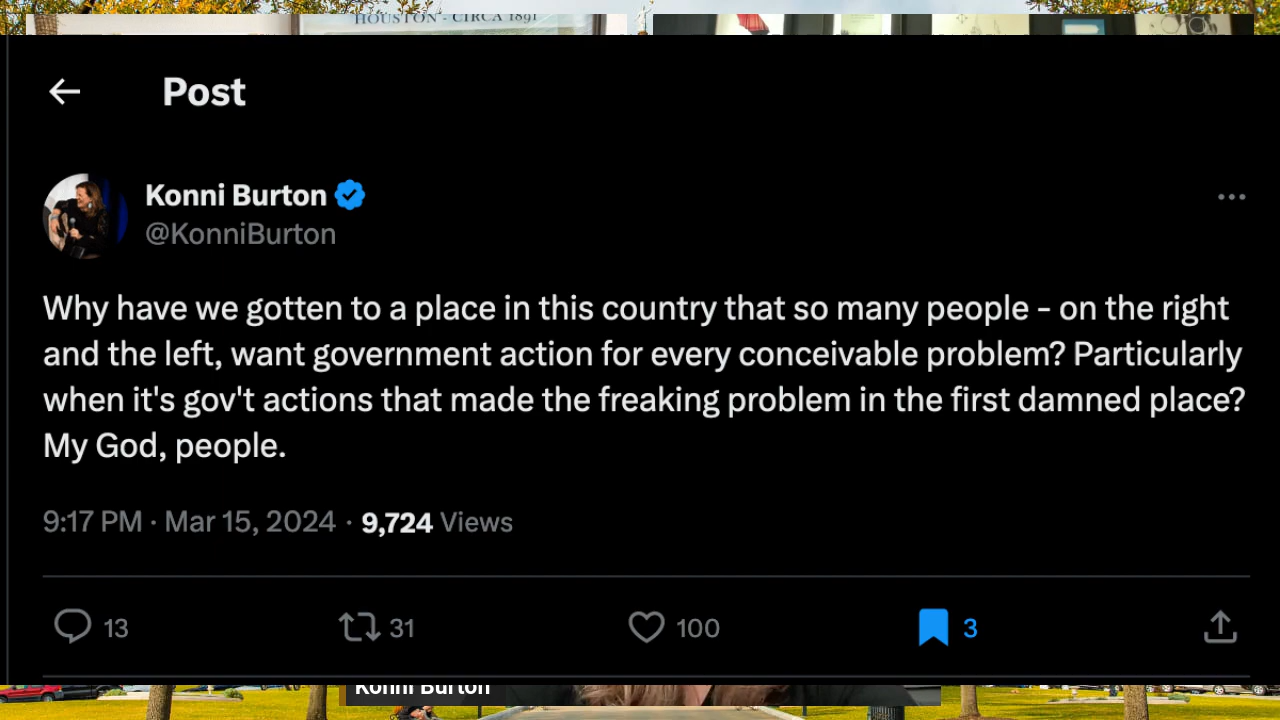 HOUSTON - CIRCA 1891
Post
Konni Burton
@KonniBurton
Why have we gotten to a place in this country that so many people - on the right
and the left, want government action for every conceivable problem? Particularly
when it's gov't actions that made the freaking problem in the first damned place?
My God, people.
9:17 PM · Mar 15, 2024 · 9,724 Views
13
31
100
3
Konni Burton